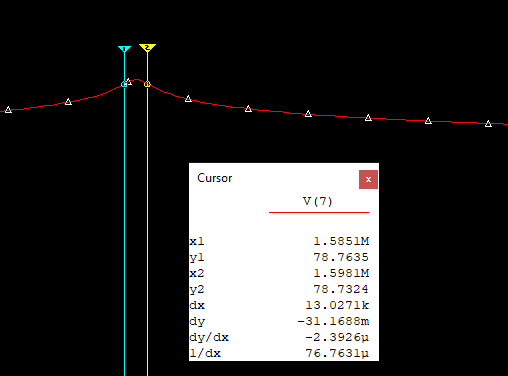 1 2
Cursor x
V(7)
x1 1.5851M
y1 78.7635
x2 1.5981M
y2 78.7324
dx 13.0271k
dy -31.1688m
dy/dx -2.3926µ
1/dx 76.7631µ